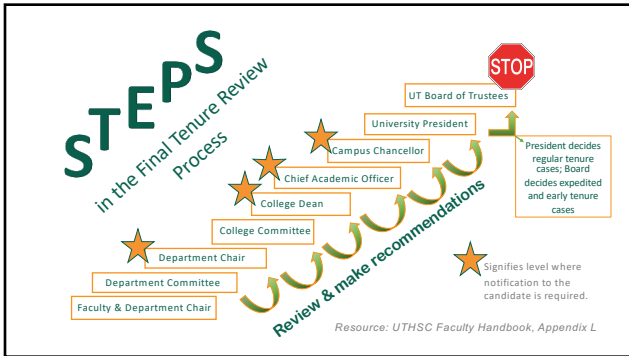 STEPS
in the Final Tenure Review
Process
STOP
UT Board of Trustees
University President
Campus Chancellor
Chief Academic Officer
College Dean
College Committee
Department Chair
Department Committee
Faculty & Department Chair
Review & make recommendations
President decides
regular tenure
cases; Board
decides expedited
and early tenure
cases
Signifies level where
notification to the
candidate is required.
Resource: UTHSC Faculty Handbook, Appendix L